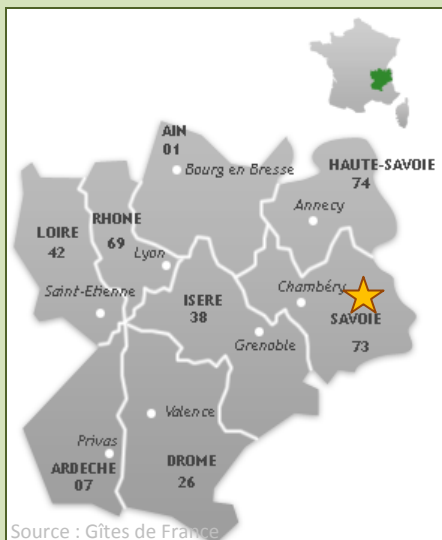 AIN
01
Bourg en Bresse
HAUTE-SAVOIE
74
Annecy
RHONE
69
LOIRE
42
Lyon
Saint-Etienne
ISERE
38
Chambéry
SAVOIE
73
Grenoble
Valence
Privas
ARDECHE
07
DROME
26
Source : Gîtes de France